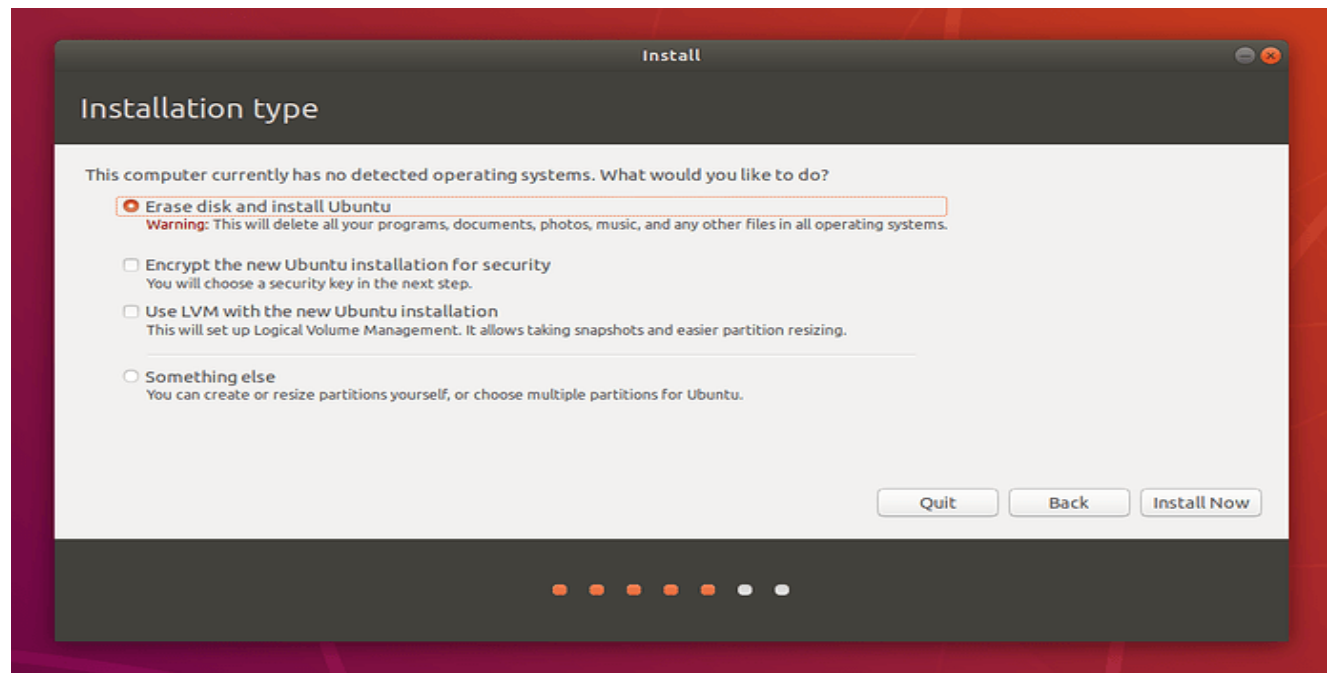 Install
Installation type
This computer currently has no detected operating systems. What would you like to do?
Erase disk and install Ubuntu
Warning: This will delete all your programs, documents, photos, music, and any other files in all operating systems.
Encrypt the new Ubuntu installation for security
You will choose a security key in the next step.
Use LVM with the new Ubuntu installation
This will set up Logical Volume Management. It allows taking snapshots and easier partition resizing.
Something else
You can create or resize partitions yourself, or choose multiple partitions for Ubuntu.
Quit Back Install Now